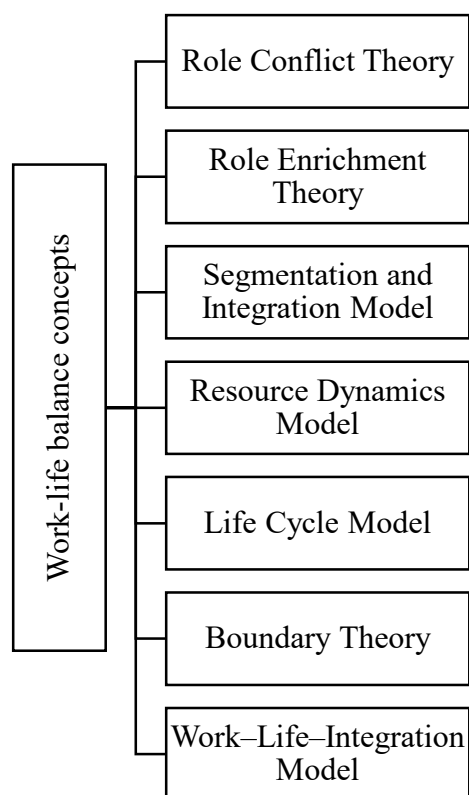 Work-life balance concepts
Role Conflict Theory
Role Enrichment
Theory
Segmentation and
Integration Model
Resource Dynamics
Model
Life Cycle Model
Boundary Theory
Work–Life–Integration
Model